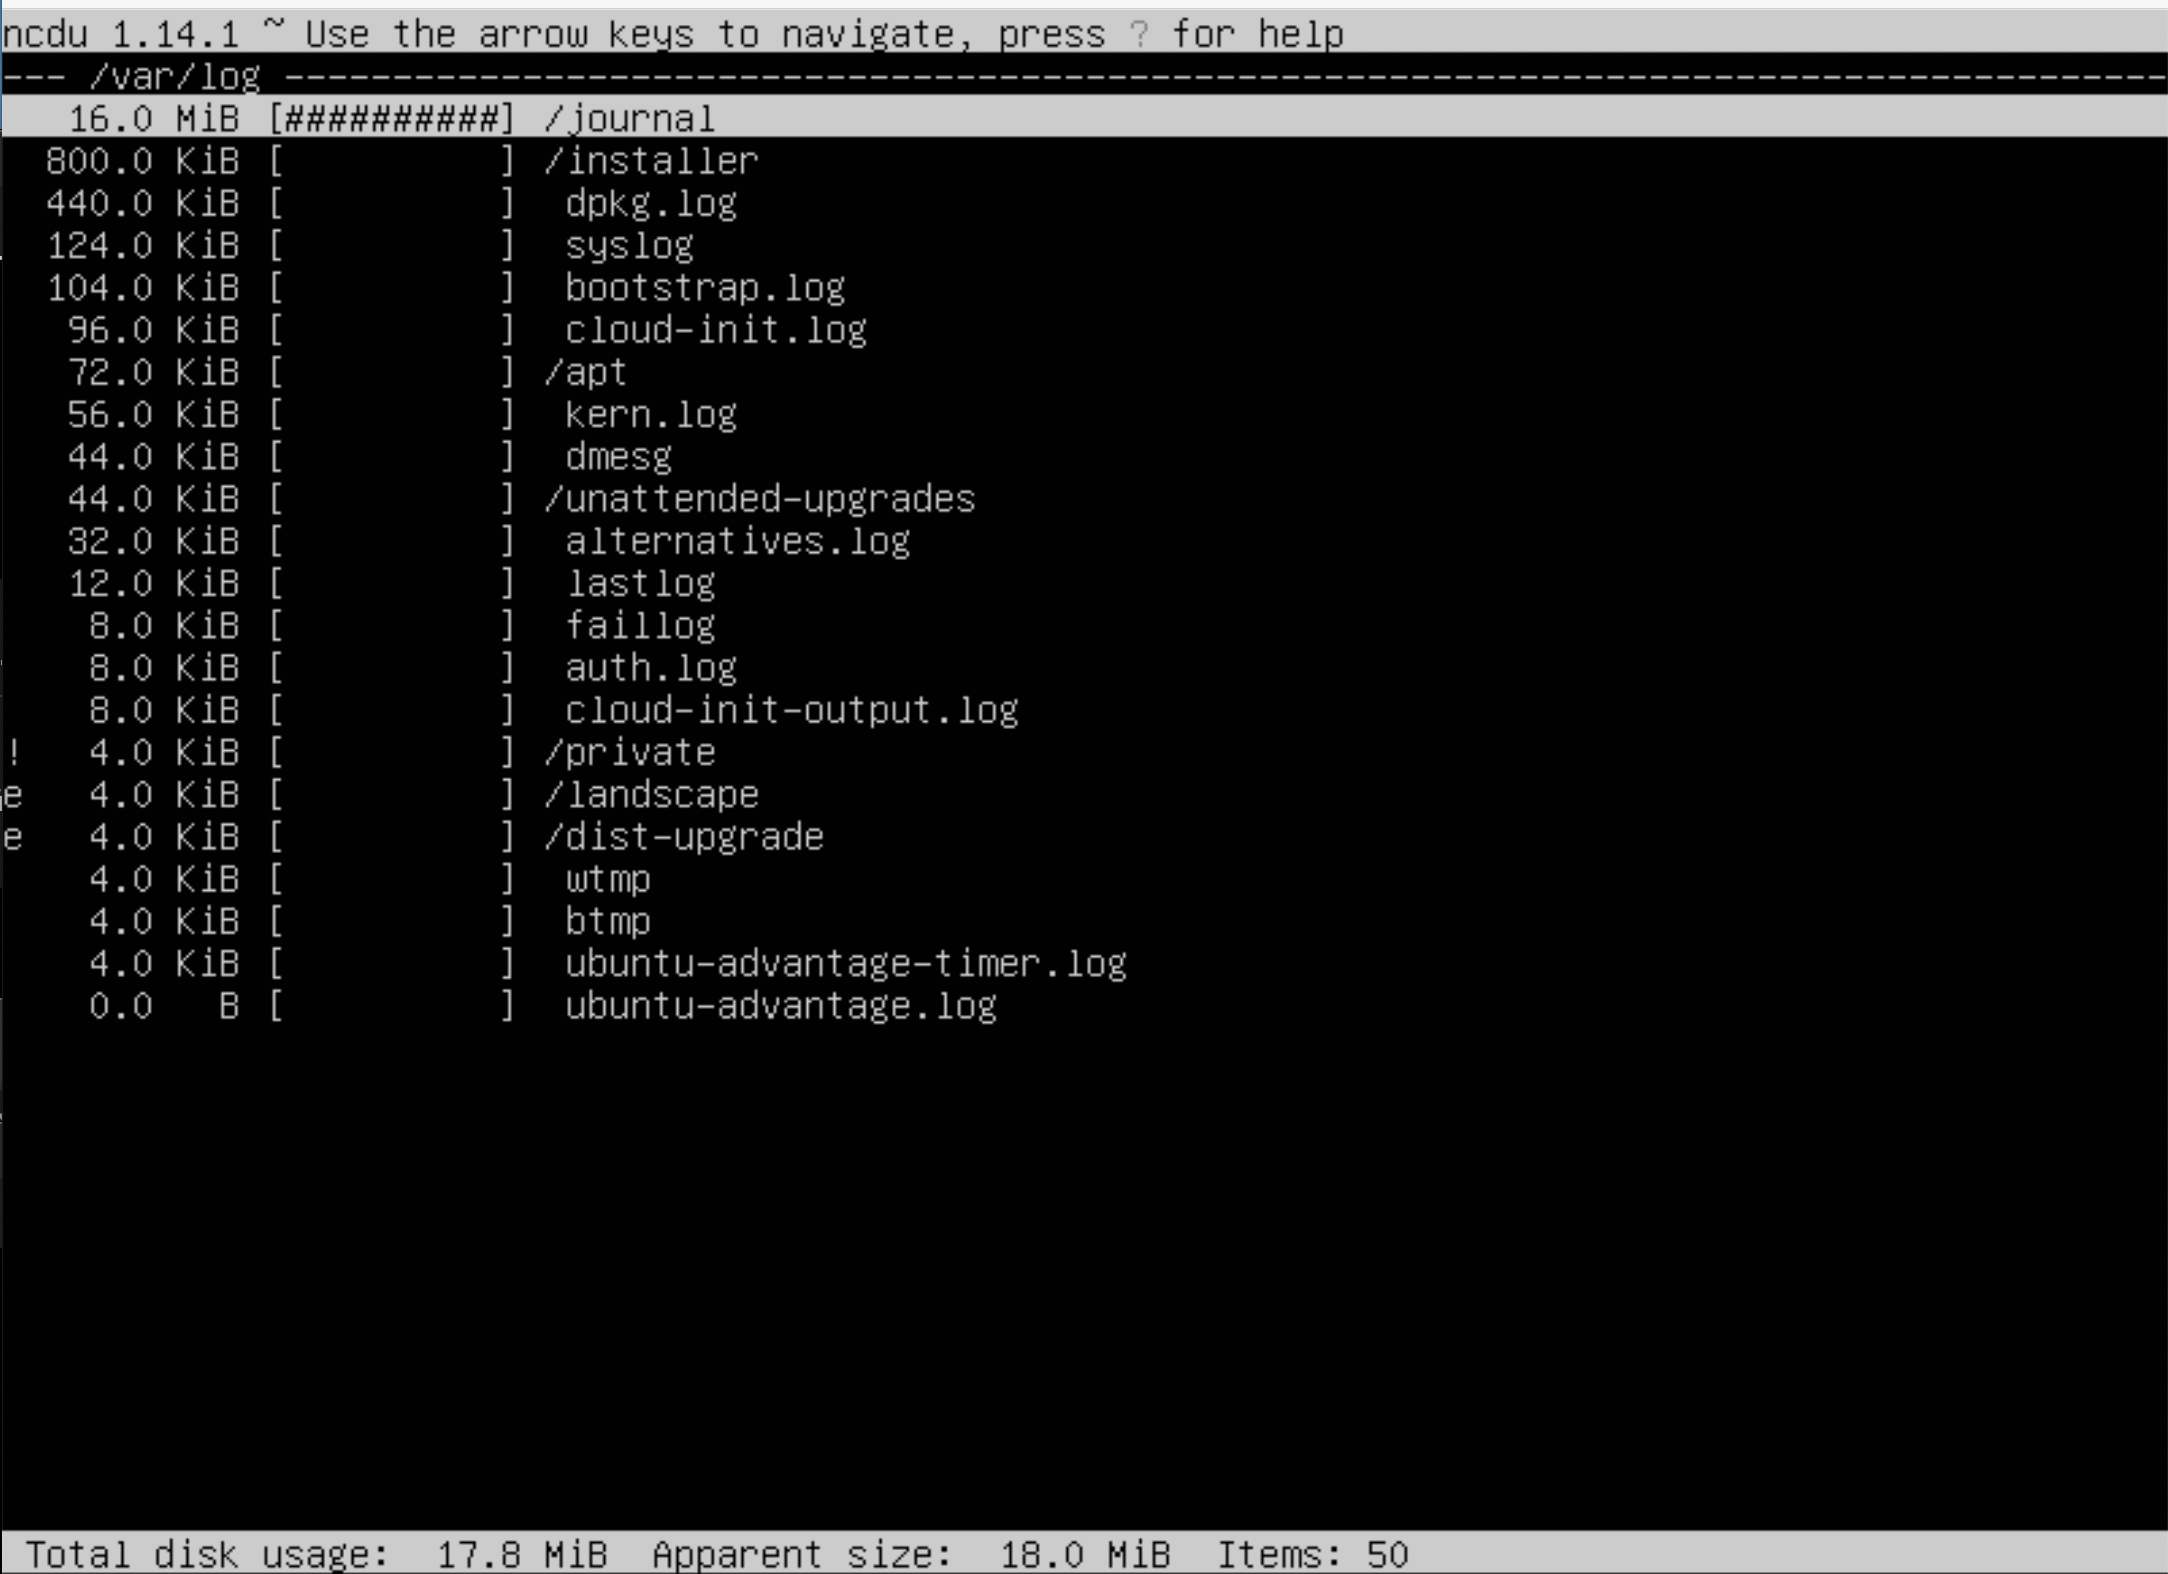 ncdu 1.14.1 ~ Use the arrow keys to navigate, press ? for help
--- /var/log ---------------------------------------------------------------------------------------
   16.0 MiB [##########] /journal
  800.0 KiB [          ] /installer
  440.0 KiB [          ]  dpkg.log
  124.0 KiB [          ]  syslog
  104.0 KiB [          ]  bootstrap.log
   96.0 KiB [          ]  cloud-init.log
   72.0 KiB [          ] /apt
   56.0 KiB [          ]  kern.log
   44.0 KiB [          ]  dmesg
   44.0 KiB [          ] /unattended-upgrades
   32.0 KiB [          ]  alternatives.log
   12.0 KiB [          ]  lastlog
    8.0 KiB [          ]  faillog
    8.0 KiB [          ]  auth.log
    8.0 KiB [          ]  cloud-init-output.log
!   4.0 KiB [          ] /private
e   4.0 KiB [          ] /landscape
e   4.0 KiB [          ] /dist-upgrade
    4.0 KiB [          ]  wtmp
    4.0 KiB [          ]  btmp
    4.0 KiB [          ]  ubuntu-advantage-timer.log
    0.0   B [          ]  ubuntu-advantage.log
 Total disk usage:  17.8 MiB  Apparent size:  18.0 MiB  Items: 50